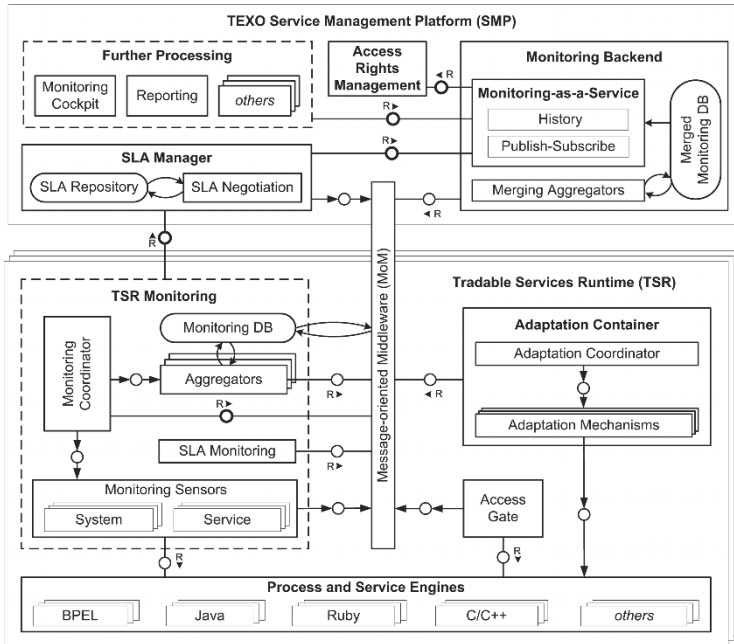 TEXO Service Management Platform (SMP)
Further Processing
Monitoring
Cockpit
Reporting
others
Access
Rights
Management
R
Monitoring Backend
Monitoring-as-a-Service
History
Publish-Subscribe
Merged
Monitoring DB
Merging Aggregators
R
R
SLA Manager
SLA Repository
SLA Negotiation
R
R
Message-oriented Middleware (MoM)
Tradable Services Runtime (TSR)
TSR Monitoring
Monitoring DB
Monitoring
Coordinator
Aggregators
R
R
SLA Monitoring
R
Monitoring Sensors
System
Service
R
Adaptation Container
Adaptation Coordinator
Adaptation Mechanisms
R
Access
Gate
R
Process and Service Engines
BPEL
Java
Ruby
C/C++
others